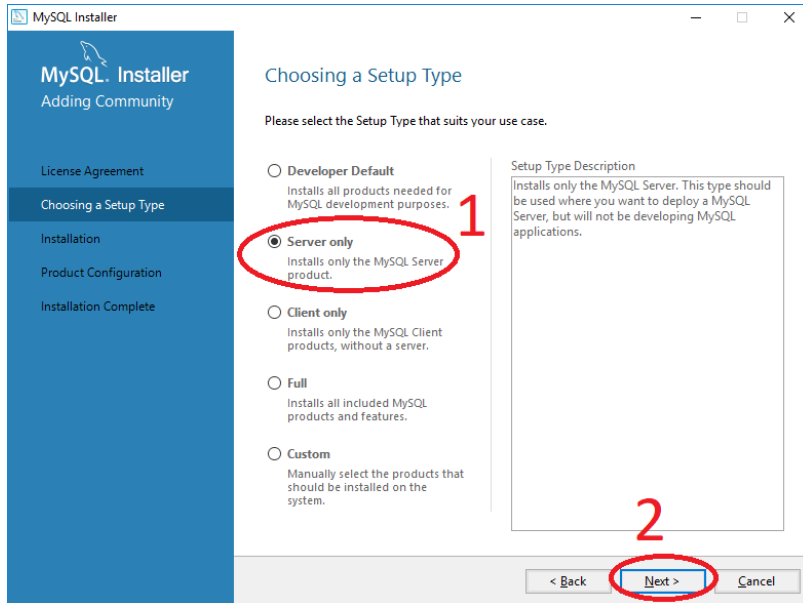 MySQL Installer
MySQL. Installer
Adding Community
License Agreement
Choosing a Setup Type
Installation
Product Configuration
Installation Complete
Choosing a Setup Type
Please select the Setup Type that suits your use case.
Developer Default
Installs all products needed for
MySQL development purposes.
1
Server only
Installs only the MySQL Server
product.
Client only
Installs only the MySQL Client
products, without a server.
Full
Installs all included MySQL
products and features.
Custom
Manually select the products that
should be installed on the
system.
Setup Type Description
Installs only the MySQL Server. This type should
be used where you want to deploy a MySQL
Server, but will not be developing MySQL
applications.
2
< Back
Next >
Cancel